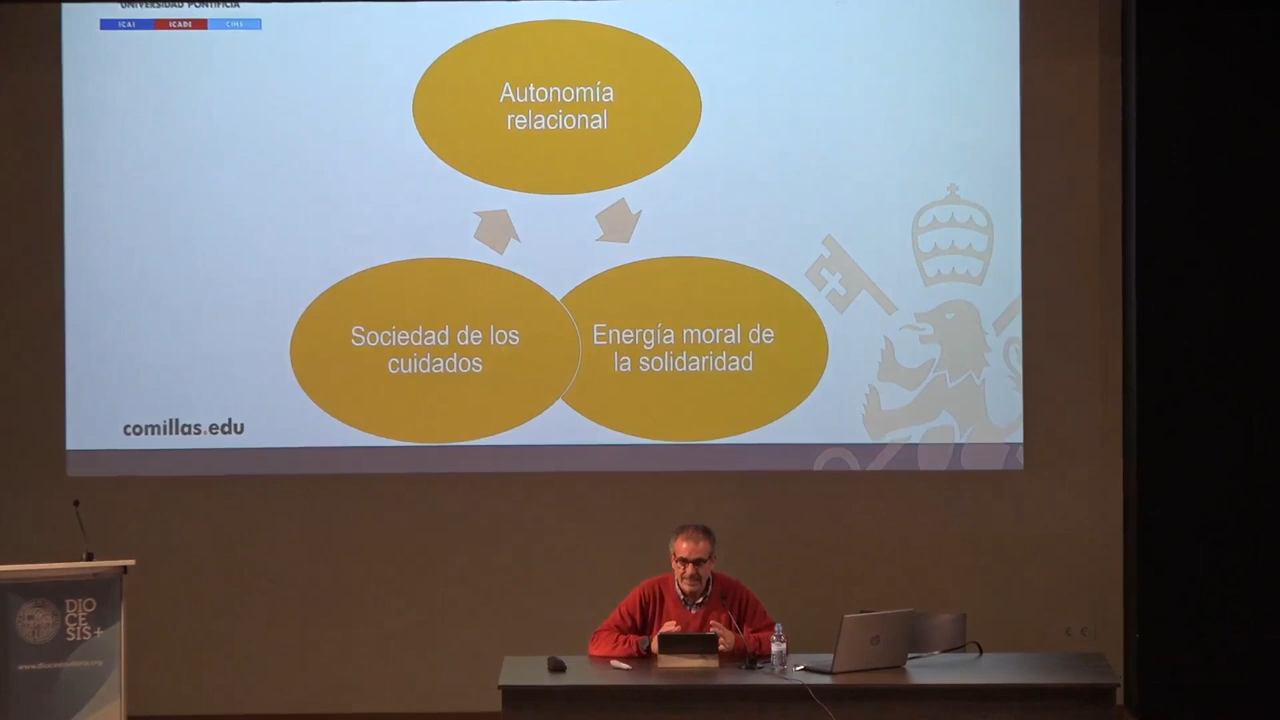 UNIVERSIDAD PONTIFICIA
ICAI ICADE CIHS
Autonomía
relacional
Sociedad de los
cuidados
Energía moral de
la solidaridad
comillas.edu
DIO
CE
SIS+